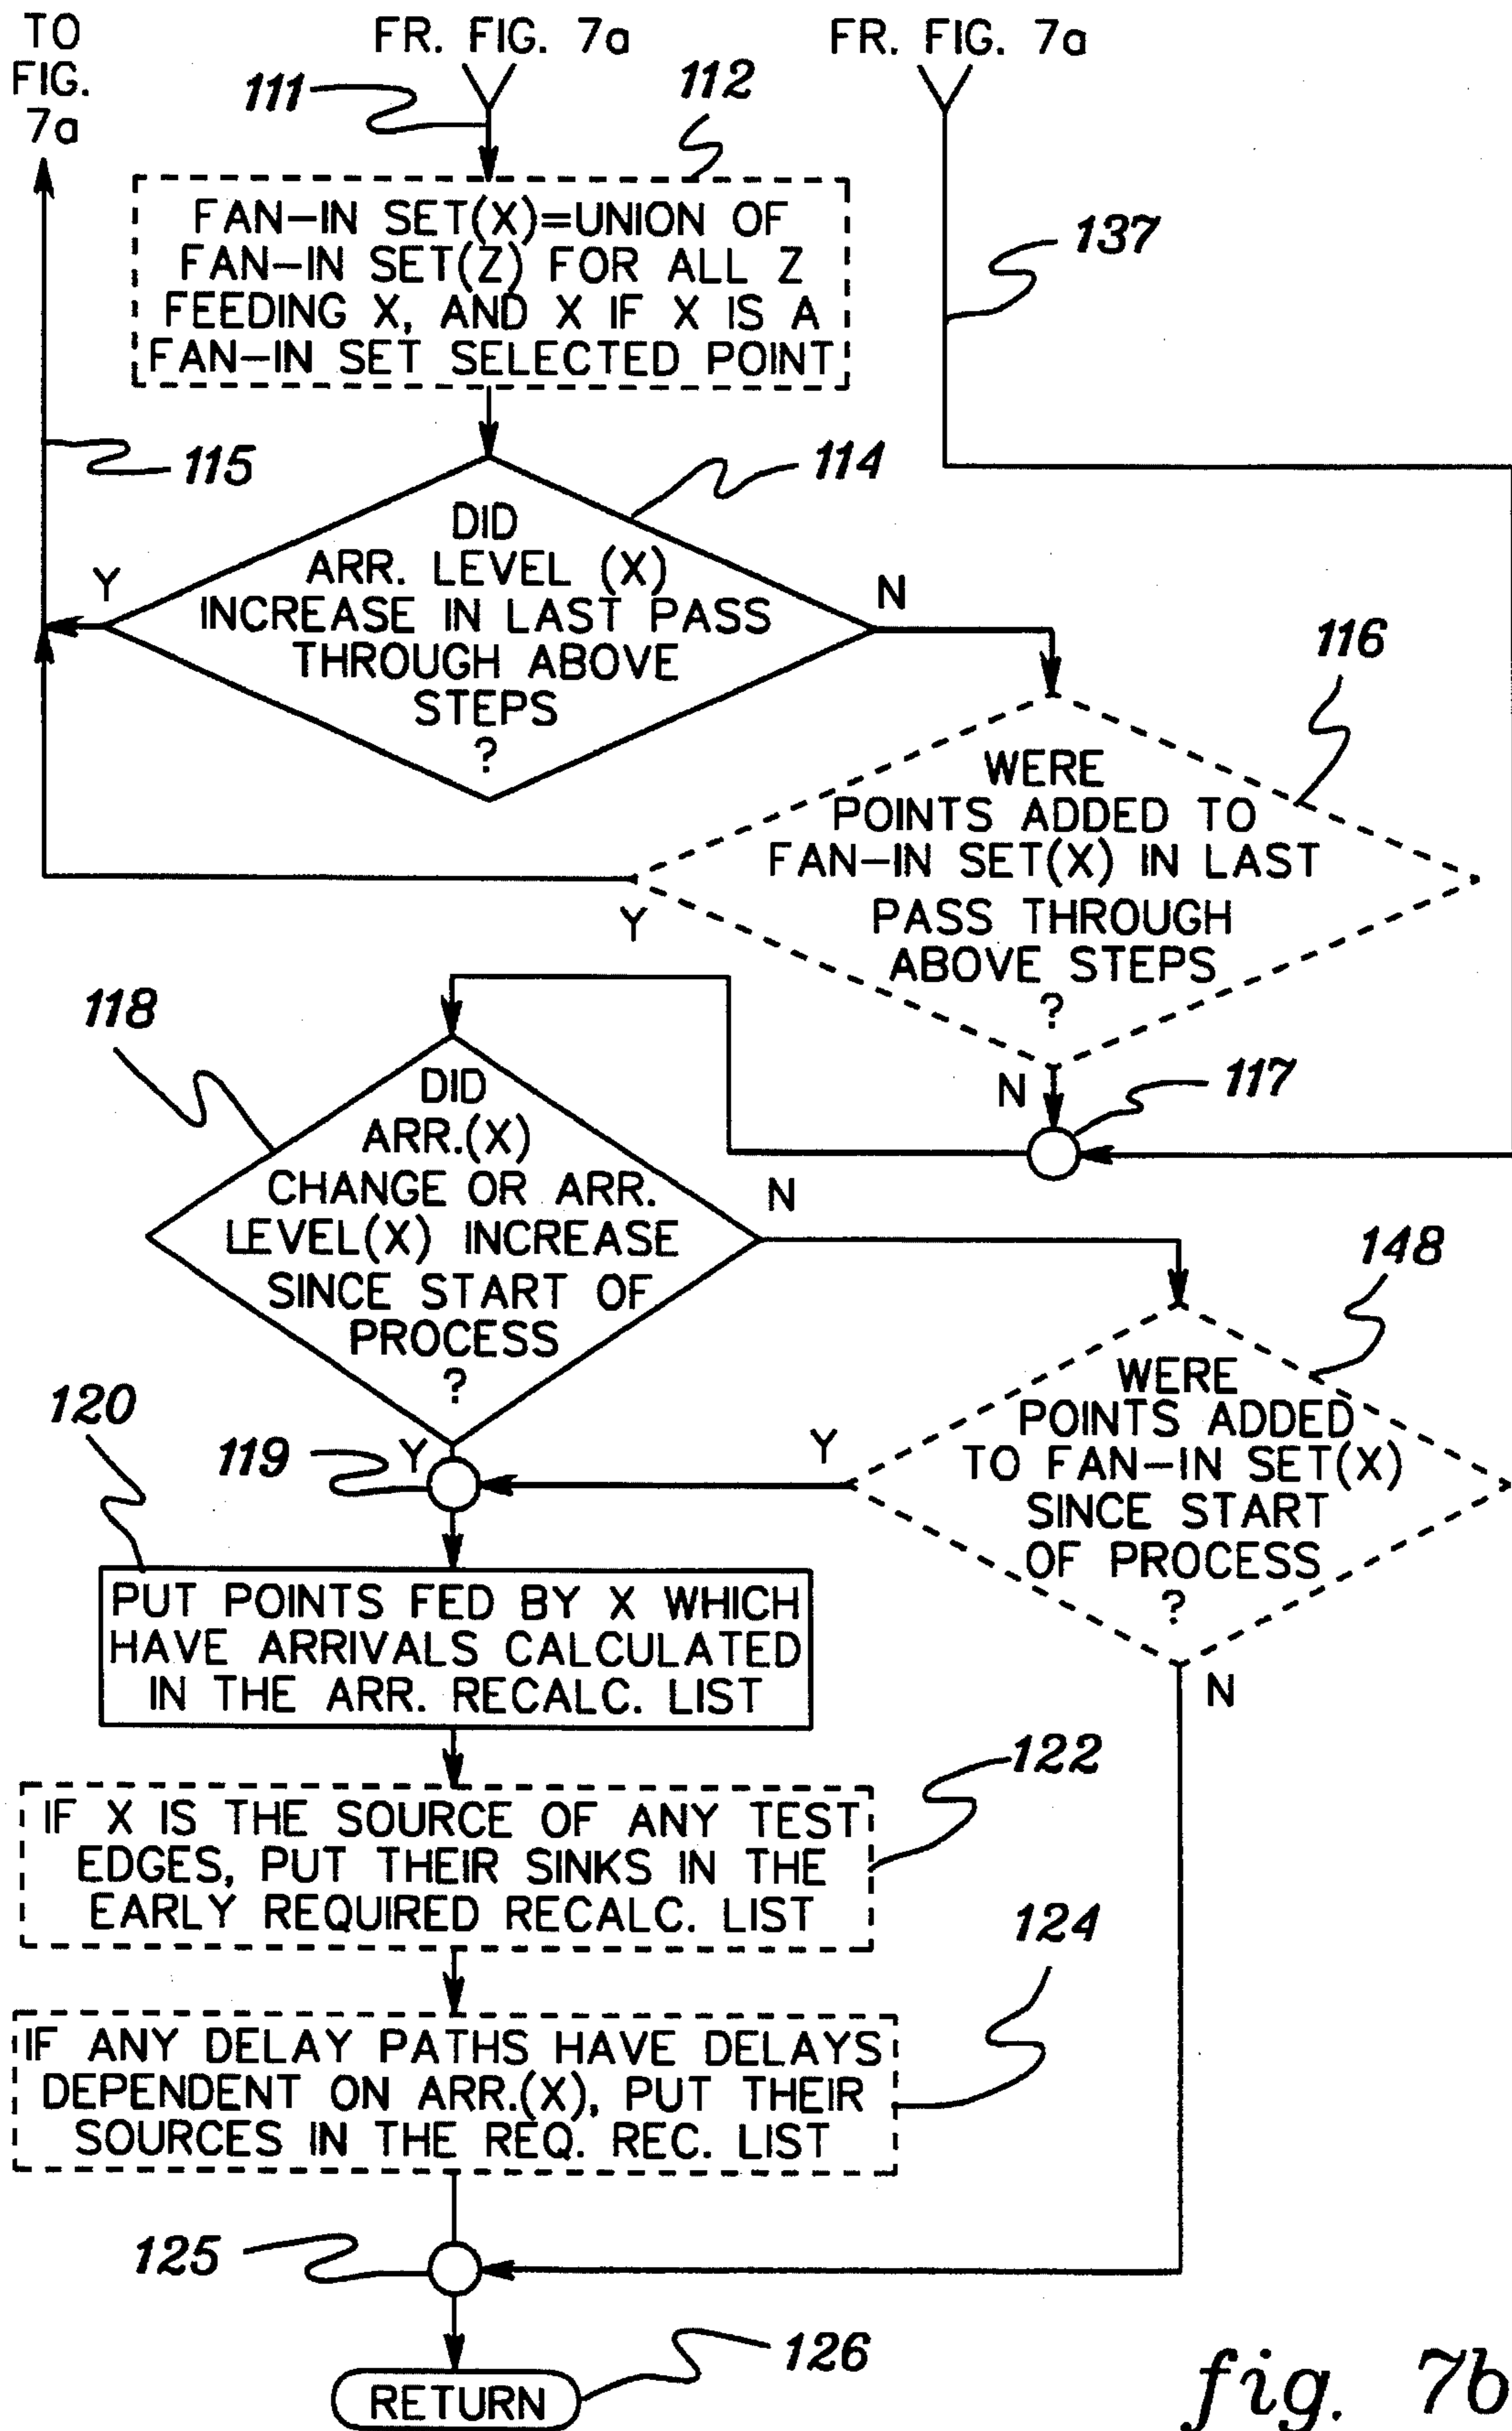 TO
FIG.
7a
FR. FIG. 7a
FR. FIG. 7a
111
112
FAN-IN SET(X)=UNION OF
FAN-IN SET(Z) FOR ALL Z
FEEDING X, AND X IF X IS A
FAN-IN SET SELECTED POINT
137
115
114
DID
ARR. LEVEL (X)
INCREASE IN LAST PASS
THROUGH ABOVE
STEPS
?
Y
N
116
WERE
POINTS ADDED TO
FAN-IN SET(X) IN LAST
PASS THROUGH
ABOVE STEPS
?
Y
N
117
118
DID
ARR.(X)
CHANGE OR ARR.
LEVEL(X) INCREASE
SINCE START OF
PROCESS
?
N
Y
148
WERE
POINTS ADDED
TO FAN-IN SET(X)
SINCE START
OF PROCESS
?
Y
N
119
120
PUT POINTS FED BY X WHICH
HAVE ARRIVALS CALCULATED
IN THE ARR. RECALC. LIST
122
IF X IS THE SOURCE OF ANY TEST
EDGES, PUT THEIR SINKS IN THE
EARLY REQUIRED RECALC. LIST
124
IF ANY DELAY PATHS HAVE DELAYS
DEPENDENT ON ARR.(X), PUT THEIR
SOURCES IN THE REQ. REC. LIST
125
126
RETURN
fig. 7b